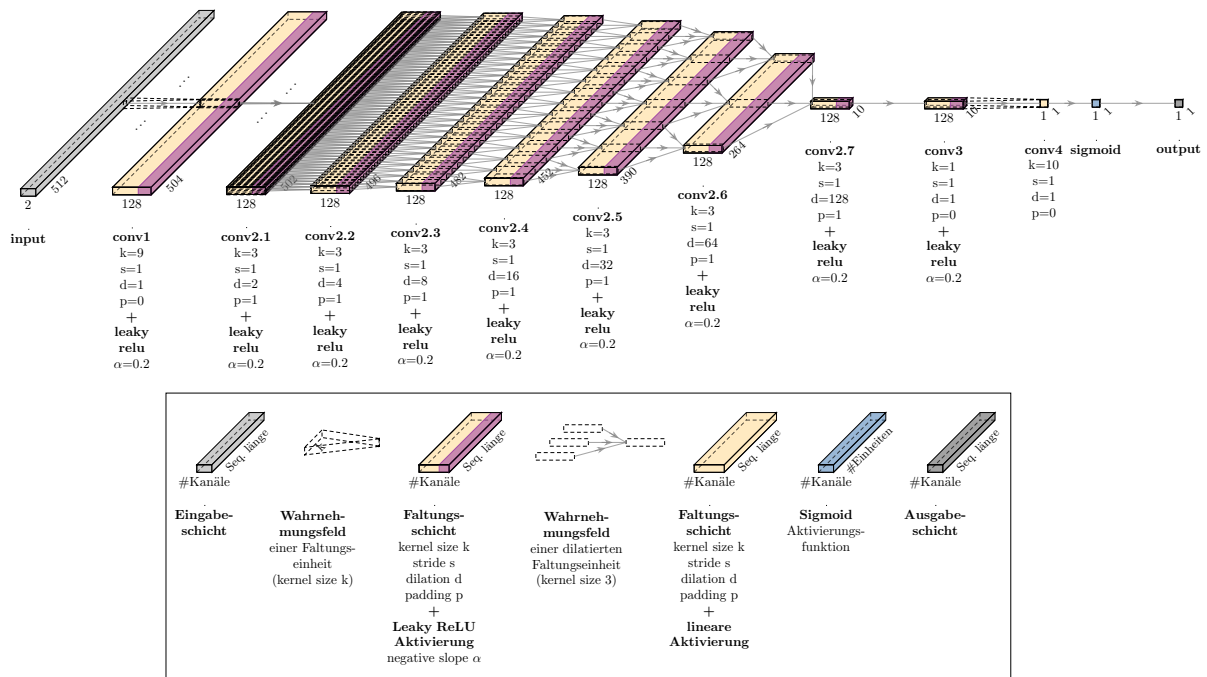 2
512
.
input
...
...
128
504
.
conv1
k=9
s=1
d=1
p=0
+
leaky
relu
α=0.2
...
...
128
502
.
conv2.1
k=3
s=1
d=2
p=1
+
leaky
relu
α=0.2
128
496
.
conv2.2
k=3
s=1
d=4
p=1
+
leaky
relu
α=0.2
128
482
.
conv2.3
k=3
s=1
d=8
p=1
+
leaky
relu
α=0.2
128
452
.
conv2.4
k=3
s=1
d=16
p=1
+
leaky
relu
α=0.2
128
390
.
conv2.5
k=3
s=1
d=32
p=1
+
leaky
relu
α=0.2
128
264
.
conv2.6
k=3
s=1
d=64
p=1
+
leaky
relu
α=0.2
128
10
.
conv2.7
k=3
s=1
d=128
p=1
+
leaky
relu
α=0.2
128
10
.
conv3
k=1
s=1
d=1
p=0
+
leaky
relu
α=0.2
1
1
.
conv4
k=10
s=1
d=1
p=0
1
1
.
sigmoid
1
1
.
output
#Kanäle
Seq. länge
.
Eingabe-
schicht
Wahrneh-
mungsfeld
einer Faltungs-
einheit
(kernel size k)
#Kanäle
Seq. länge
.
Faltungs-
schicht
kernel size k
stride s
dilation d
padding p
+
Leaky ReLU
Aktivierung
negative slope α
Wahrneh-
mungsfeld
einer dilatierten
Faltungseinheit
(kernel size 3)
#Kanäle
Seq. länge
.
Faltungs-
schicht
kernel size k
stride s
dilation d
padding p
+
lineare
Aktivierung
#Kanäle
#Einheiten
.
Sigmoid
Aktivierungs-
funktion
#Kanäle
Seq. länge
.
Ausgabe-
schicht